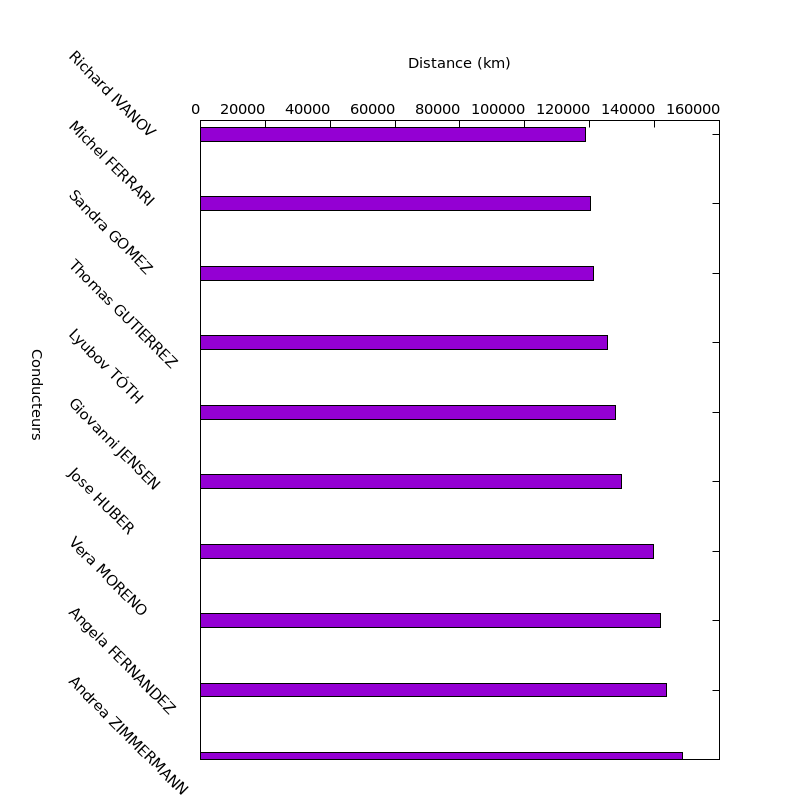 Distance (km)
0 20000 40000 60000 80000 100000 120000 140000 160000
Conducteurs
Richard IVANOV
Michel FERRARI
Sandra GOMEZ
Thomas GUTIERREZ
Lyubov TÓTH
Giovanni JENSEN
Jose HUBER
Vera MORENO
Angela FERNANDEZ
Andrea ZIMMERMANN